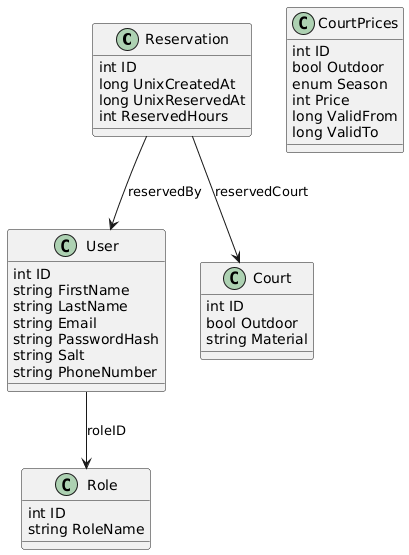 C Reservation
int ID
long UnixCreatedAt
long UnixReservedAt
int ReservedHours
C CourtPrices
int ID
bool Outdoor
enum Season
int Price
long ValidFrom
long ValidTo
reservedBy
reservedCourt
C User
int ID
string FirstName
string LastName
string Email
string PasswordHash
string Salt
string PhoneNumber
C Court
int ID
bool Outdoor
string Material
roleID
C Role
int ID
string RoleName